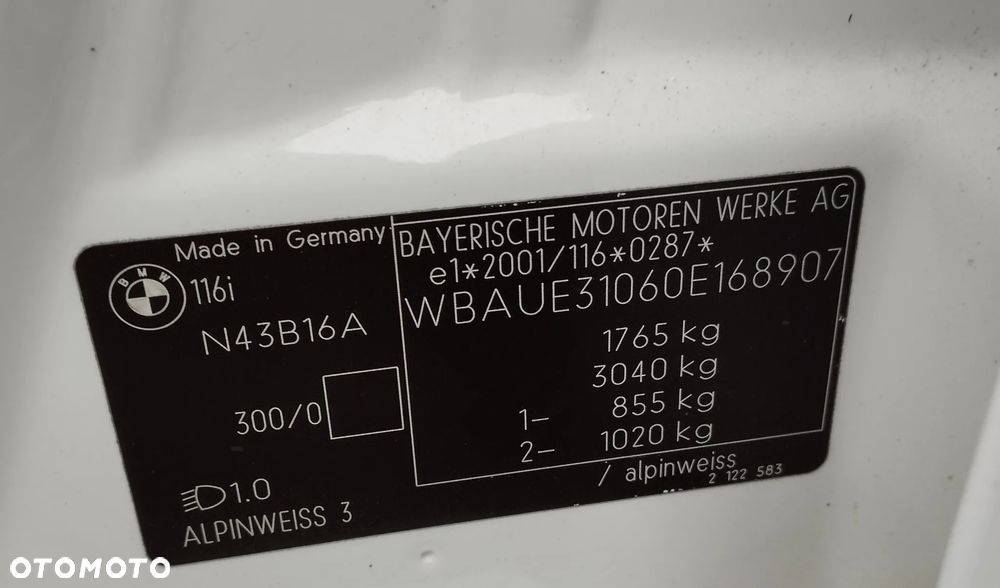 Made in Germany
BMW
116i
N43B16A
300/0
1.0
ALPINWEISS 3
BAYERISCHE MOTOREN WERKE AG
e1*2001/116*0287*
WBAUE31060E168907
1765 kg
3040 kg
1- 855 kg
2- 1020 kg
/ alpinweiss
2 122 583
OTOMOTO